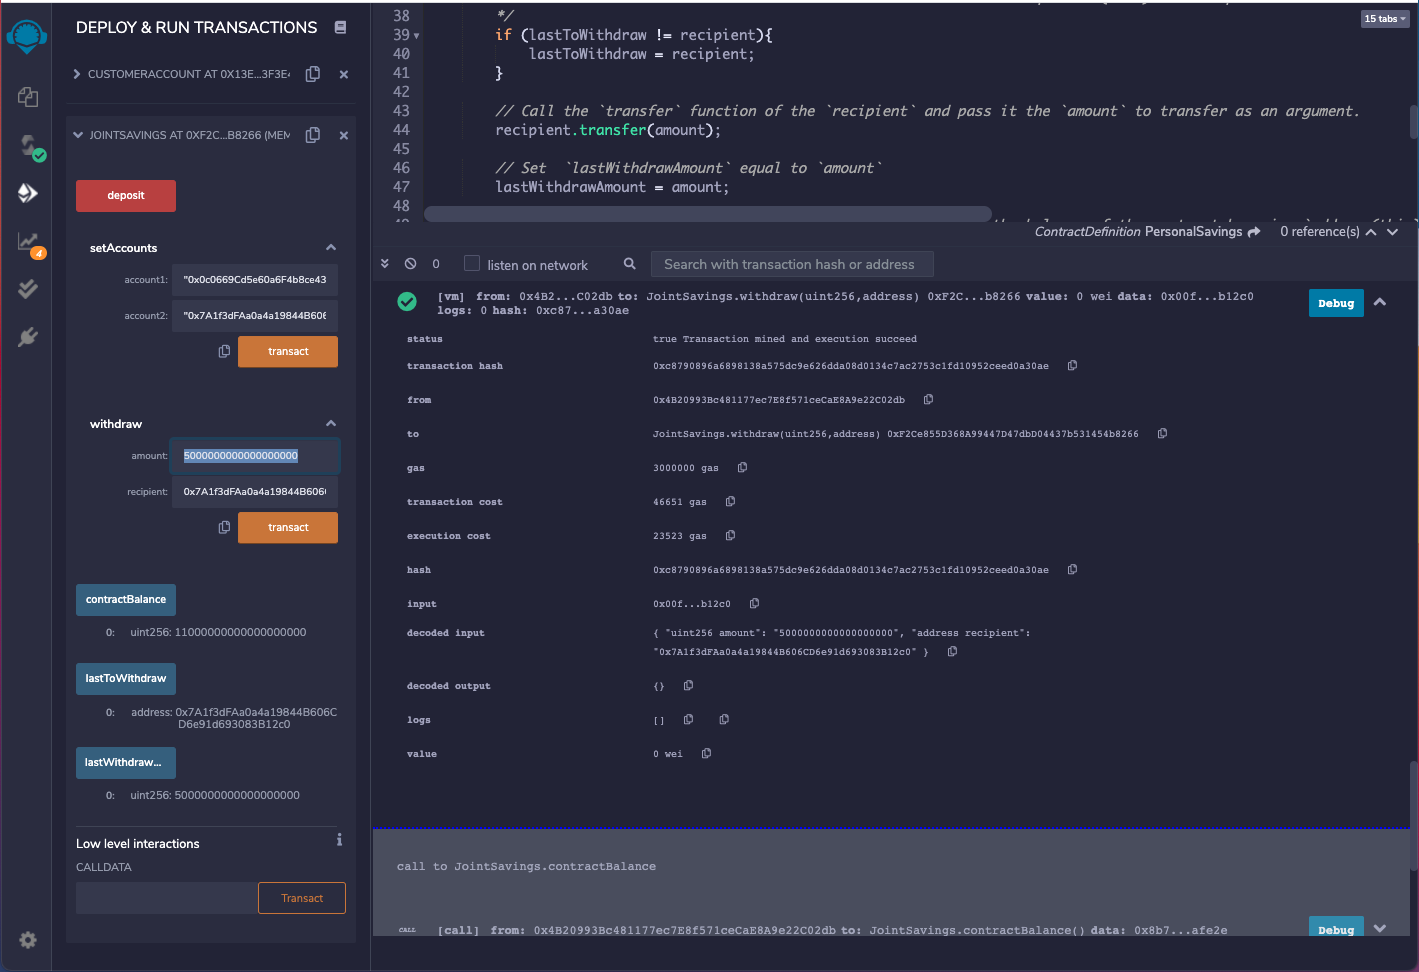 DEPLOY & RUN TRANSACTIONS
CUSTOMERACCOUNT AT 0X13E...3F3E
JOINTSAVINGS AT 0XF2C...B8266 (MEM
deposit
setAccounts
account1: "0x0c0669Cd5e60a6F4b8ce43
account2: "0x7A1f3dFAa0a4a19844B606
transact
withdraw
amount: 5000000000000000000
recipient: 0x7A1f3dFAa0a4a19844B606
transact
contractBalance
0: uint256: 11000000000000000000
lastToWithdraw
0: address: 0x7A1f3dFAa0a4a19844B606C
D6e91d693083B12c0
lastWithdraw...
0: uint256: 5000000000000000000
Low level interactions
CALLDATA
Transact
4
15 tabs
38 */
39 if (lastToWithdraw != recipient){
40 lastToWithdraw = recipient;
41 }
42
43 // Call the `transfer` function of the `recipient` and pass it the `amount` to transfer as an argument.
44 recipient.transfer(amount);
45
46 // Set  `lastWithdrawAmount` equal to `amount`
47 lastWithdrawAmount = amount;
48
ContractDefinition PersonalSavings 0 reference(s)
0 listen on network Search with transaction hash or address
[vm] from: 0x4B2...C02db to: JointSavings.withdraw(uint256,address) 0xF2C...b8266 value: 0 wei data: 0x00f...b12c0
logs: 0 hash: 0xc87...a30ae
Debug
status true Transaction mined and execution succeed
transaction hash 0xc8790896a6898138a575dc9e626dda08d0134c7ac2753c1fd10952ceed0a30ae
from 0x4B20993Bc481177ec7E8f571ceCaE8A9e22C02db
to JointSavings.withdraw(uint256,address) 0xF2Ce855D368A99447D47dbD04437b531454b8266
gas 3000000 gas
transaction cost 46651 gas
execution cost 23523 gas
hash 0xc8790896a6898138a575dc9e626dda08d0134c7ac2753c1fd10952ceed0a30ae
input 0x00f...b12c0
decoded input { "uint256 amount": "5000000000000000000", "address recipient":
"0x7A1f3dFAa0a4a19844B606CD6e91d693083B12c0" }
decoded output {}
logs []
value 0 wei
call to JointSavings.contractBalance
CALL [call] from: 0x4B20993Bc481177ec7E8f571ceCaE8A9e22C02db to: JointSavings.contractBalance() data: 0x8b7...afe2e
Debug